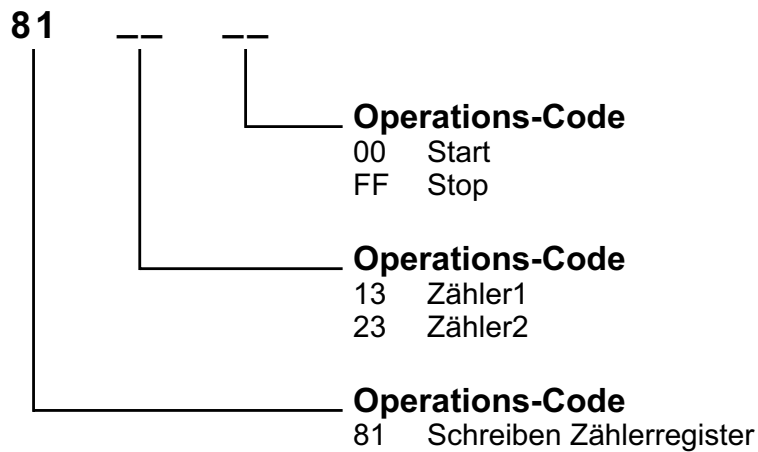 81 __ __
Operations-Code
00 Start
FF Stop
Operations-Code
13 Zähler1
23 Zähler2
Operations-Code
81 Schreiben Zählerregister